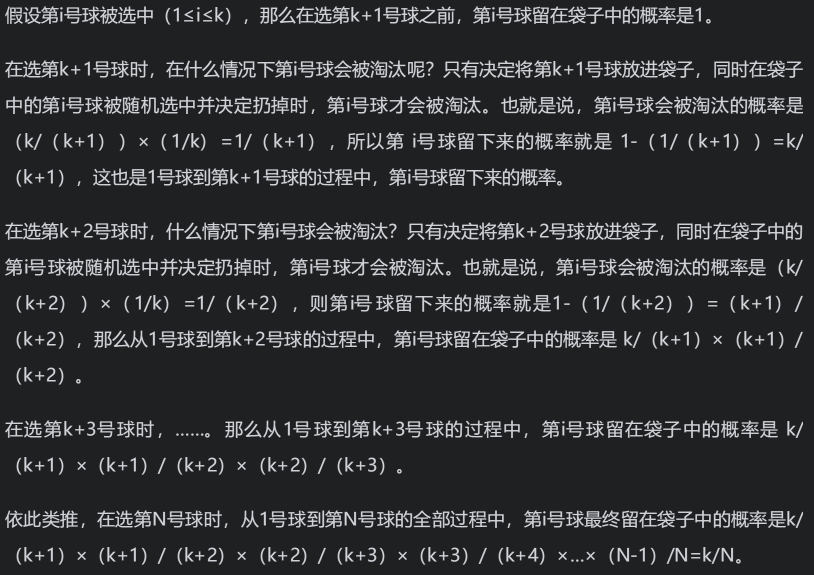 假设第i号球被选中（1≤i≤k），那么在选第k+1号球之前，第i号球留在袋子中的概率是1。
在选第k+1号球时，在什么情况下第i号球会被淘汰呢？只有决定将第k+1号球放进袋子，同时在袋子
中的第i号球被随机选中并决定扔掉时，第i号球才会被淘汰。也就是说，第i号球会被淘汰的概率是
（k/（k+1））×（1/k）=1/（k+1），所以第 i号球留下来的概率就是 1-（1/（k+1））=k/
（k+1），这也是1号球到第k+1号球的过程中，第i号球留下来的概率。
在选第k+2号球时，什么情况下第i号球会被淘汰？只有决定将第k+2号球放进袋子，同时在袋子中的
第i号球被随机选中并决定扔掉时，第i号球才会被淘汰。也就是说，第i号球会被淘汰的概率是（k/
（k+2））×（1/k）=1/（k+2），则第i号球留下来的概率就是1-（1/（k+2））=（k+1）/
（k+2），那么从1号球到第k+2号球的过程中，第i号球留在袋子中的概率是 k/（k+1）×（k+1）/
（k+2）。
在选第k+3号球时，……。那么从1号球到第k+3号球的过程中，第i号球留在袋子中的概率是 k/
（k+1）×（k+1）/（k+2）×（k+2）/（k+3）。
依此类推，在选第N号球时，从1号球到第N号球的全部过程中，第i号球最终留在袋子中的概率是k/
（k+1）×（k+1）/（k+2）×（k+2）/（k+3）×（k+3）/（k+4）×…×（N-1）/N=k/N。